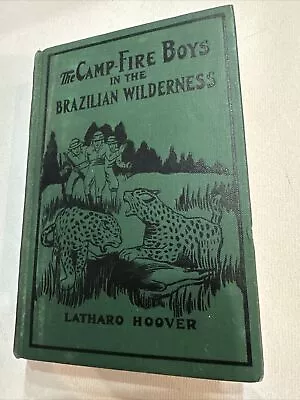 The CAMP-FIRE BOYS
IN THE
BRAZILIAN WILDERNESS
LATHARO HOOVER